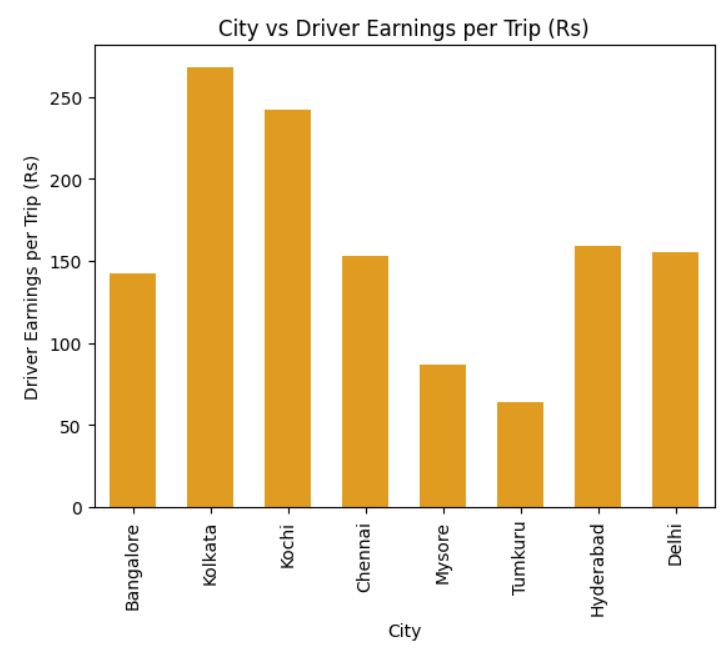 City vs Driver Earnings per Trip (Rs)
Driver Earnings per Trip (Rs)
250
200
150
100
50
0
Bangalore
Kolkata
Kochi
Chennai
Mysore
Tumkuru
Hyderabad
Delhi
City